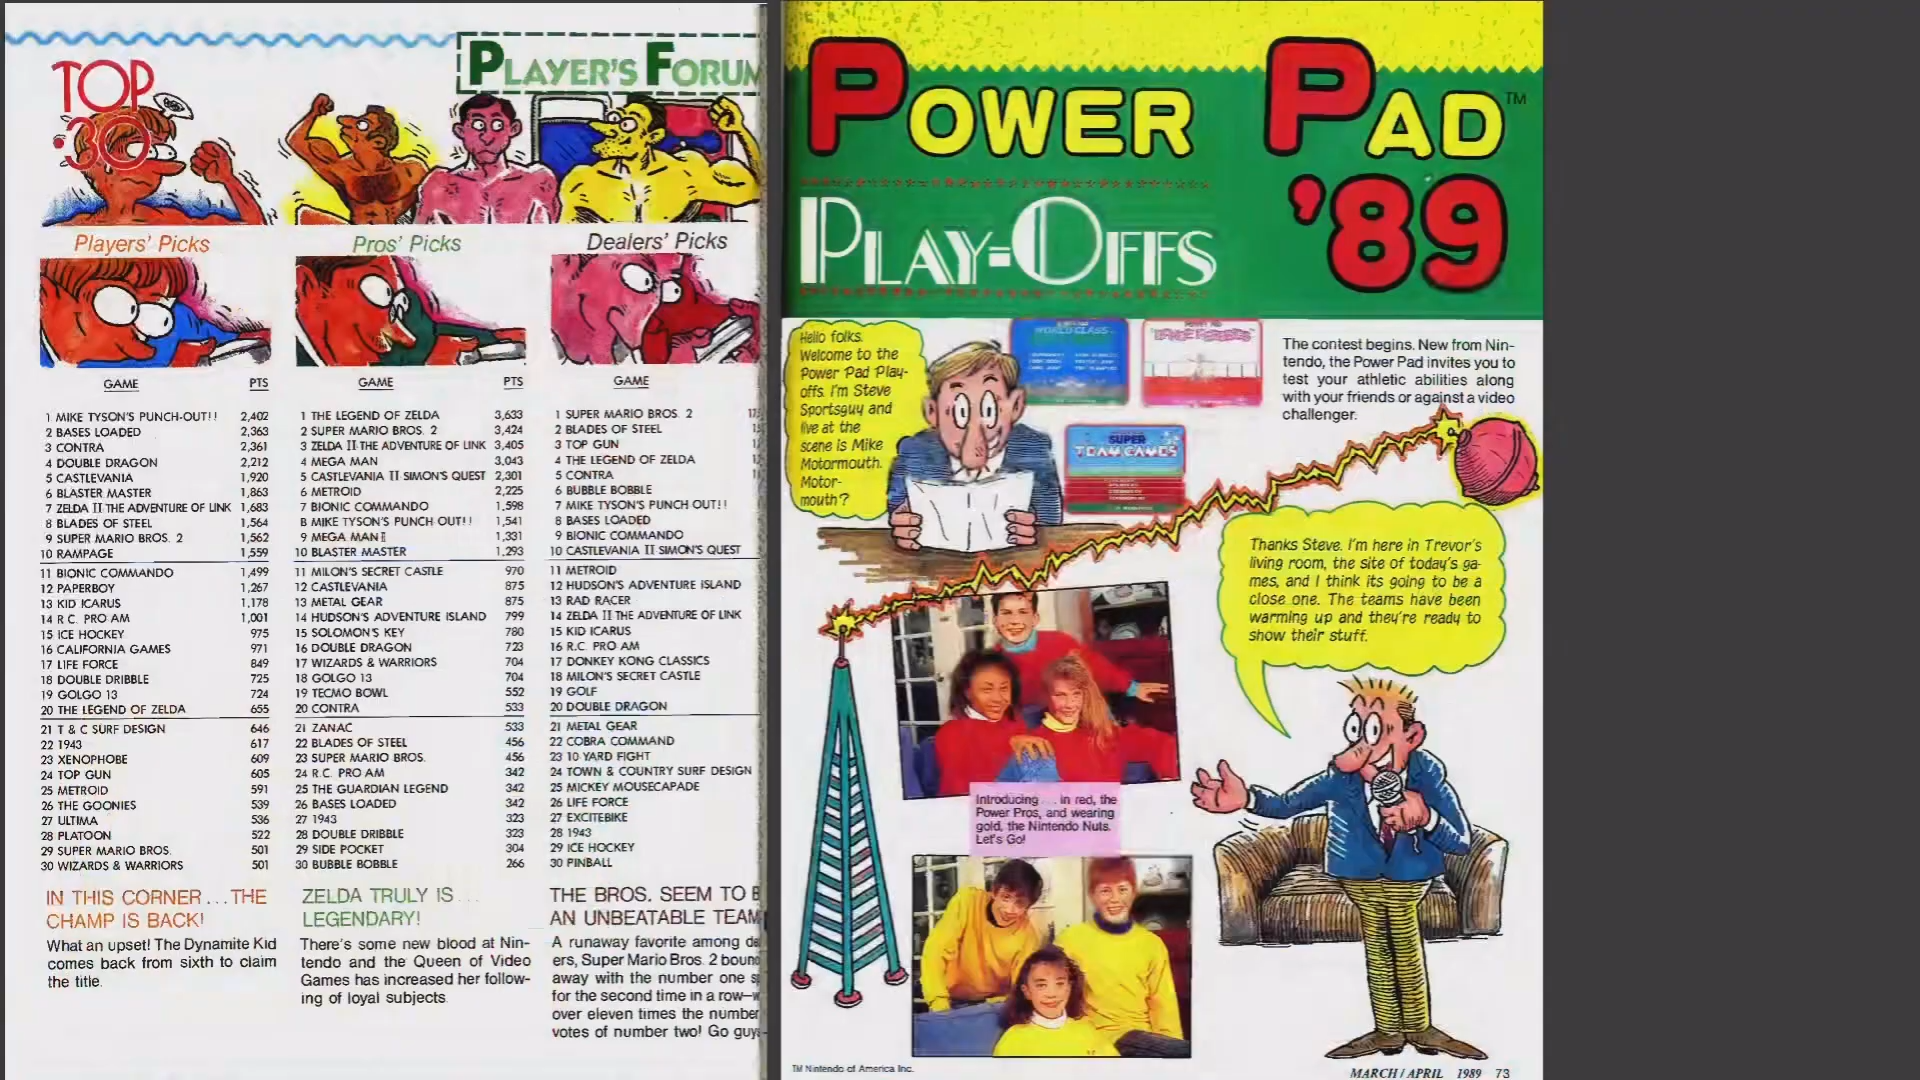 PLAYER'S FORUM
TOP
30
Players' Picks
GAME PTS
1 MIKE TYSON'S PUNCH-OUT!! 2,402
2 BASES LOADED 2,363
3 CONTRA 2,361
4 DOUBLE DRAGON 2,212
5 CASTLEVANIA 1,920
6 BLASTER MASTER 1,863
7 ZELDA II THE ADVENTURE OF LINK 1,683
8 BLADES OF STEEL 1,564
9 SUPER MARIO BROS. 2 1,562
10 RAMPAGE 1,559
11 BIONIC COMMANDO 1,499
12 PAPERBOY 1,267
13 KID ICARUS 1,178
14 R.C. PRO AM 1,001
15 ICE HOCKEY 975
16 CALIFORNIA GAMES 971
17 LIFE FORCE 849
18 DOUBLE DRIBBLE 725
19 GOLGO 13 724
20 THE LEGEND OF ZELDA 655
21 T & C SURF DESIGN 646
22 1943 617
23 XENOPHOBE 609
24 TOP GUN 605
25 METROID 591
26 THE GOONIES 539
27 ULTIMA 536
28 PLATOON 522
29 SUPER MARIO BROS. 501
30 WIZARDS & WARRIORS 501
IN THIS CORNER...THE
CHAMP IS BACK!
What an upset! The Dynamite Kid
comes back from sixth to claim
the title.
Pros' Picks
GAME PTS
1 THE LEGEND OF ZELDA 3,633
2 SUPER MARIO BROS. 2 3,424
3 ZELDA II-THE ADVENTURE OF LINK 3,405
4 MEGA MAN 3,043
5 CASTLEVANIA II SIMON'S QUEST 2,301
6 METROID 2,225
7 BIONIC COMMANDO 1,598
8 MIKE TYSON'S PUNCH OUT!! 1,541
9 MEGA MAN II 1,331
10 BLASTER MASTER 1,293
11 MILON'S SECRET CASTLE 970
12 CASTLEVANIA 875
13 METAL GEAR 875
14 HUDSON'S ADVENTURE ISLAND 799
15 SOLOMON'S KEY 780
16 DOUBLE DRAGON 723
17 WIZARDS & WARRIORS 704
18 GOLGO 13 704
19 TECMO BOWL 552
20 CONTRA 533
21 ZANAC 533
22 BLADES OF STEEL 456
23 SUPER MARIO BROS. 456
24 R.C. PRO AM 342
25 THE GUARDIAN LEGEND 342
26 BASES LOADED 342
27 1943 323
28 DOUBLE DRIBBLE 323
29 SIDE POCKET 304
30 BUBBLE BOBBLE 266
ZELDA TRULY IS...
LEGENDARY!
There's some new blood at Nin-
tendo and the Queen of Video
Games has increased her follow-
ing of loyal subjects.
Dealers' Picks
GAME
1 SUPER MARIO BROS. 2
2 BLADES OF STEEL
3 TOP GUN
4 THE LEGEND OF ZELDA
5 CONTRA
6 BUBBLE BOBBLE
7 MIKE TYSON'S PUNCH OUT!!
8 BASES LOADED
9 BIONIC COMMANDO
10 CASTLEVANIA II SIMON'S QUEST
11 METROID
12 HUDSON'S ADVENTURE ISLAND
13 RAD RACER
14 ZELDA II THE ADVENTURE OF LINK
15 KID ICARUS
16 R.C. PRO AM
17 DONKEY KONG CLASSICS
18 MILON'S SECRET CASTLE
19 GOLF
20 DOUBLE DRAGON
21 METAL GEAR
22 COBRA COMMAND
23 10 YARD FIGHT
24 TOWN & COUNTRY SURF DESIGN
25 MICKEY MOUSECAPADE
26 LIFE FORCE
27 EXCITEBIKE
28 1943
29 ICE HOCKEY
30 PINBALL
THE BROS. SEEM TO B
AN UNBEATABLE TEAM
A runaway favorite among de
ers, Super Mario Bros. 2 boun
away with the number one s
for the second time in a row—w
over eleven times the number
votes of number two! Go guy
POWER PAD™
PLAY-OFFS '89
Hello folks.
Welcome to the
Power Pad Play-
offs. I'm Steve
Sportsguy and
live at the
scene is Mike
Motormouth.
Motor-
mouth?
WORLD CLASS
SUPER
TEAM GAMES
The contest begins. New from Nin-
tendo, the Power Pad invites you to
test your athletic abilities along
with your friends or against a video
challenger.
Thanks Steve. I'm here in Trevor's
living room, the site of today's ga-
mes, and I think its going to be a
close one. The teams have been
warming up and they're ready to
show their stuff.
Introducing ... in red, the
Power Pros, and wearing
gold, the Nintendo Nuts.
Let's Go!
TM Nintendo of America Inc.
MARCH/APRIL 1989 73